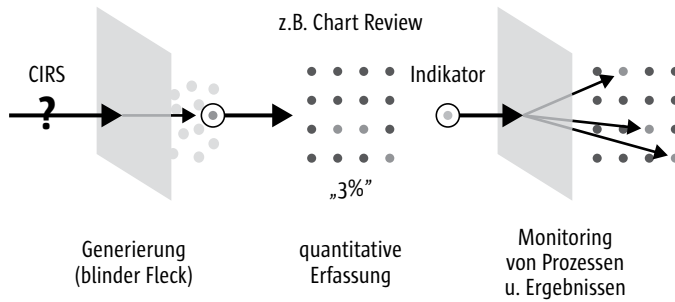 z.B. Chart Review
CIRS
Indikator
?
„3%”
Generierung
(blinder Fleck)
quantitative
Erfassung
Monitoring
von Prozessen
u. Ergebnissen